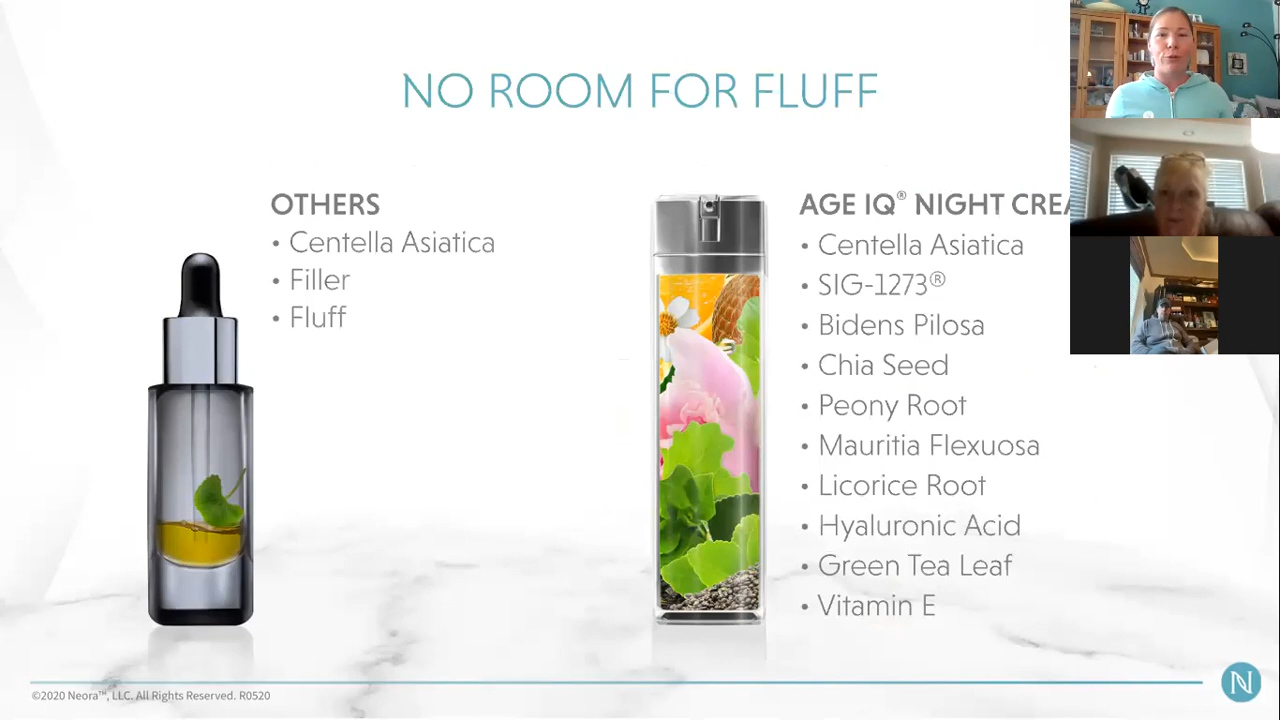 NO ROOM FOR FLUFF
OTHERS
• Centella Asiatica
• Filler
• Fluff
AGE IQ® NIGHT CREA
• Centella Asiatica
• SIG-1273®
• Bidens Pilosa
• Chia Seed
• Peony Root
• Mauritia Flexuosa
• Licorice Root
• Hyaluronic Acid
• Green Tea Leaf
• Vitamin E
©2020 Neora™, LLC. All Rights Reserved. R0520
N